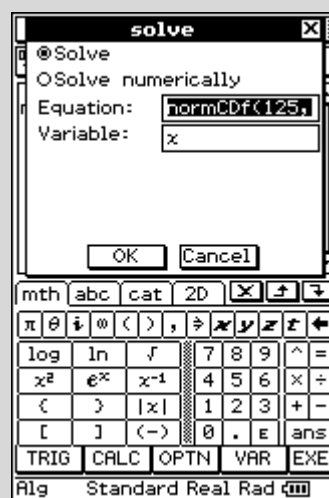 solve
Solve
Solve numerically
Equation: normCDf(125,
Variable: x
OK Cancel
mth abc cat 2D
π θ i ∞ ( ) , ⇒ x y z t ←
log ln √ 7 8 9 ^ =
x² eˣ x⁻¹ 4 5 6 × ÷
{ } |x| 1 2 3 + −
[ ] (−) 0 . E ans
TRIG CALC OPTN VAR EXE
Alg Standard Real Rad